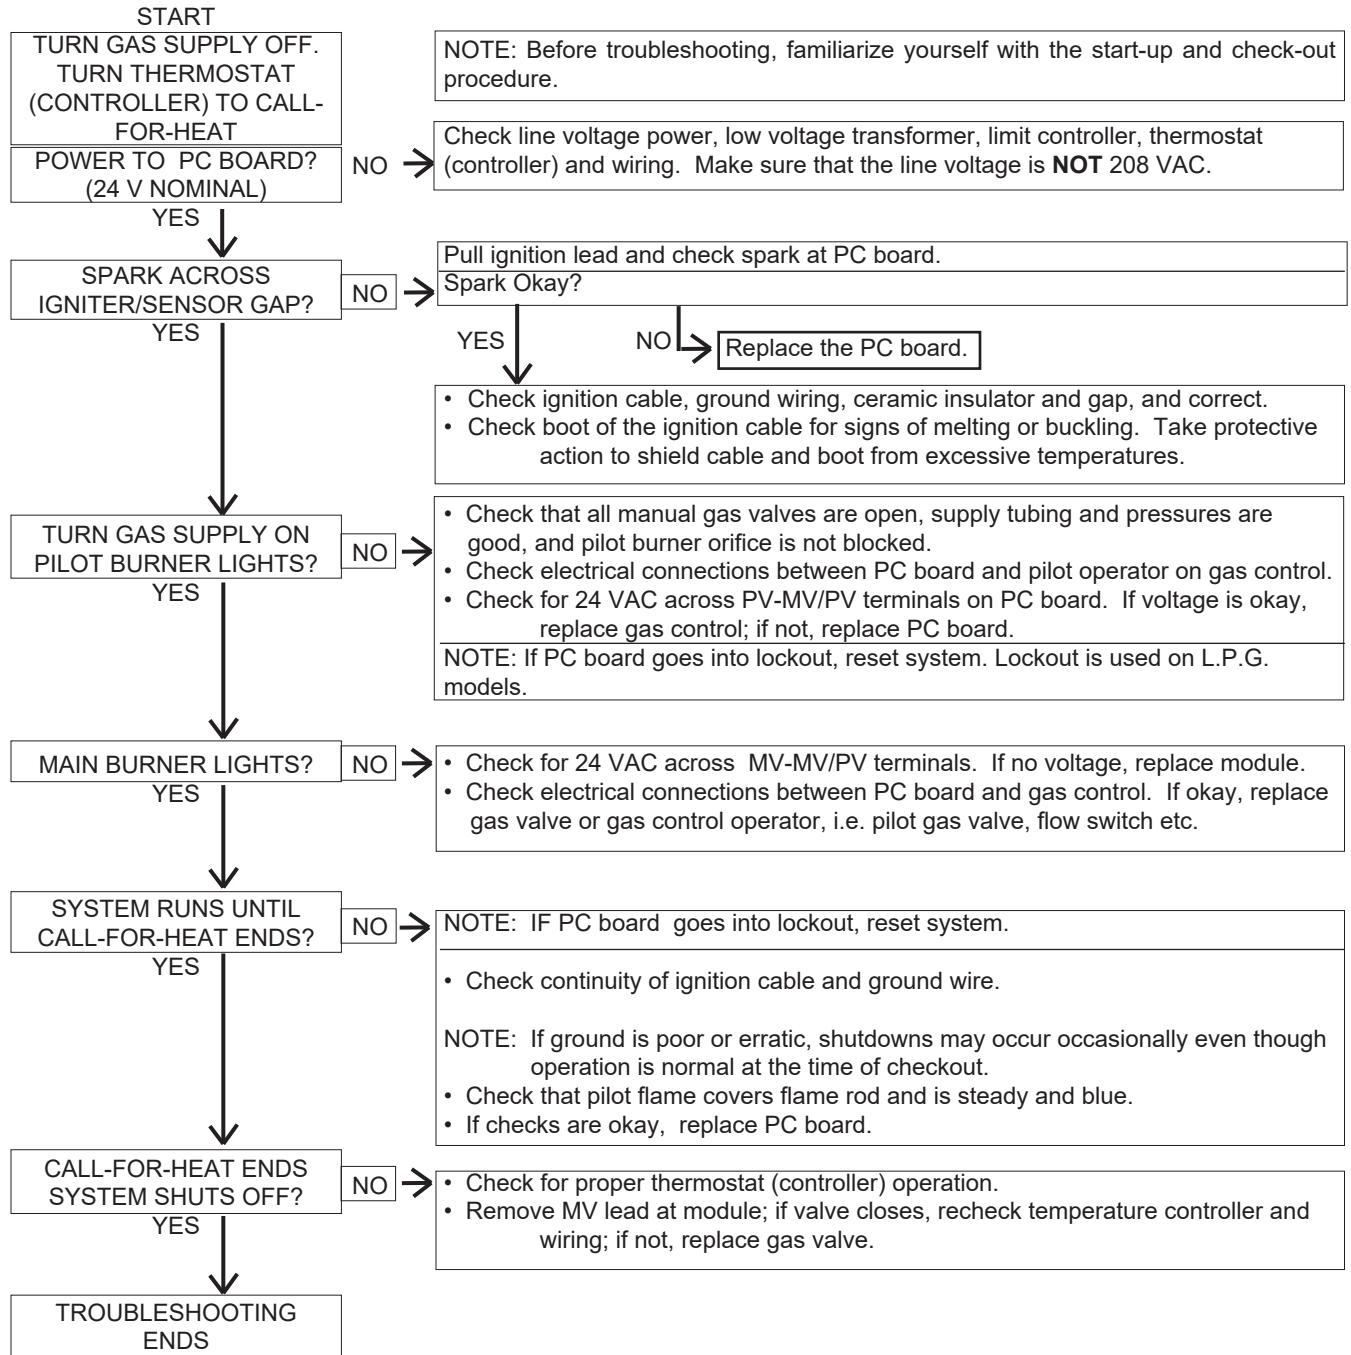 START
TURN GAS SUPPLY OFF.
TURN THERMOSTAT
(CONTROLLER) TO CALL-
FOR-HEAT
NOTE: Before troubleshooting, familiarize yourself with the start-up and check-out
procedure.
POWER TO PC BOARD?
(24 V NOMINAL)
NO
Check line voltage power, low voltage transformer, limit controller, thermostat
(controller) and wiring. Make sure that the line voltage is NOT 208 VAC.
YES
SPARK ACROSS
IGNITER/SENSOR GAP?
NO
Pull ignition lead and check spark at PC board.
Spark Okay?
YES
YES
NO
Replace the PC board.
• Check ignition cable, ground wiring, ceramic insulator and gap, and correct.
• Check boot of the ignition cable for signs of melting or buckling. Take protective
action to shield cable and boot from excessive temperatures.
TURN GAS SUPPLY ON
PILOT BURNER LIGHTS?
NO
• Check that all manual gas valves are open, supply tubing and pressures are
good, and pilot burner orifice is not blocked.
• Check electrical connections between PC board and pilot operator on gas control.
• Check for 24 VAC across PV-MV/PV terminals on PC board. If voltage is okay,
replace gas control; if not, replace PC board.
NOTE: If PC board goes into lockout, reset system. Lockout is used on L.P.G.
models.
YES
MAIN BURNER LIGHTS?
NO
• Check for 24 VAC across MV-MV/PV terminals. If no voltage, replace module.
• Check electrical connections between PC board and gas control. If okay, replace
gas valve or gas control operator, i.e. pilot gas valve, flow switch etc.
YES
SYSTEM RUNS UNTIL
CALL-FOR-HEAT ENDS?
NO
NOTE: IF PC board goes into lockout, reset system.
• Check continuity of ignition cable and ground wire.
NOTE: If ground is poor or erratic, shutdowns may occur occasionally even though
operation is normal at the time of checkout.
• Check that pilot flame covers flame rod and is steady and blue.
• If checks are okay, replace PC board.
YES
CALL-FOR-HEAT ENDS
SYSTEM SHUTS OFF?
NO
• Check for proper thermostat (controller) operation.
• Remove MV lead at module; if valve closes, recheck temperature controller and
wiring; if not, replace gas valve.
YES
TROUBLESHOOTING
ENDS